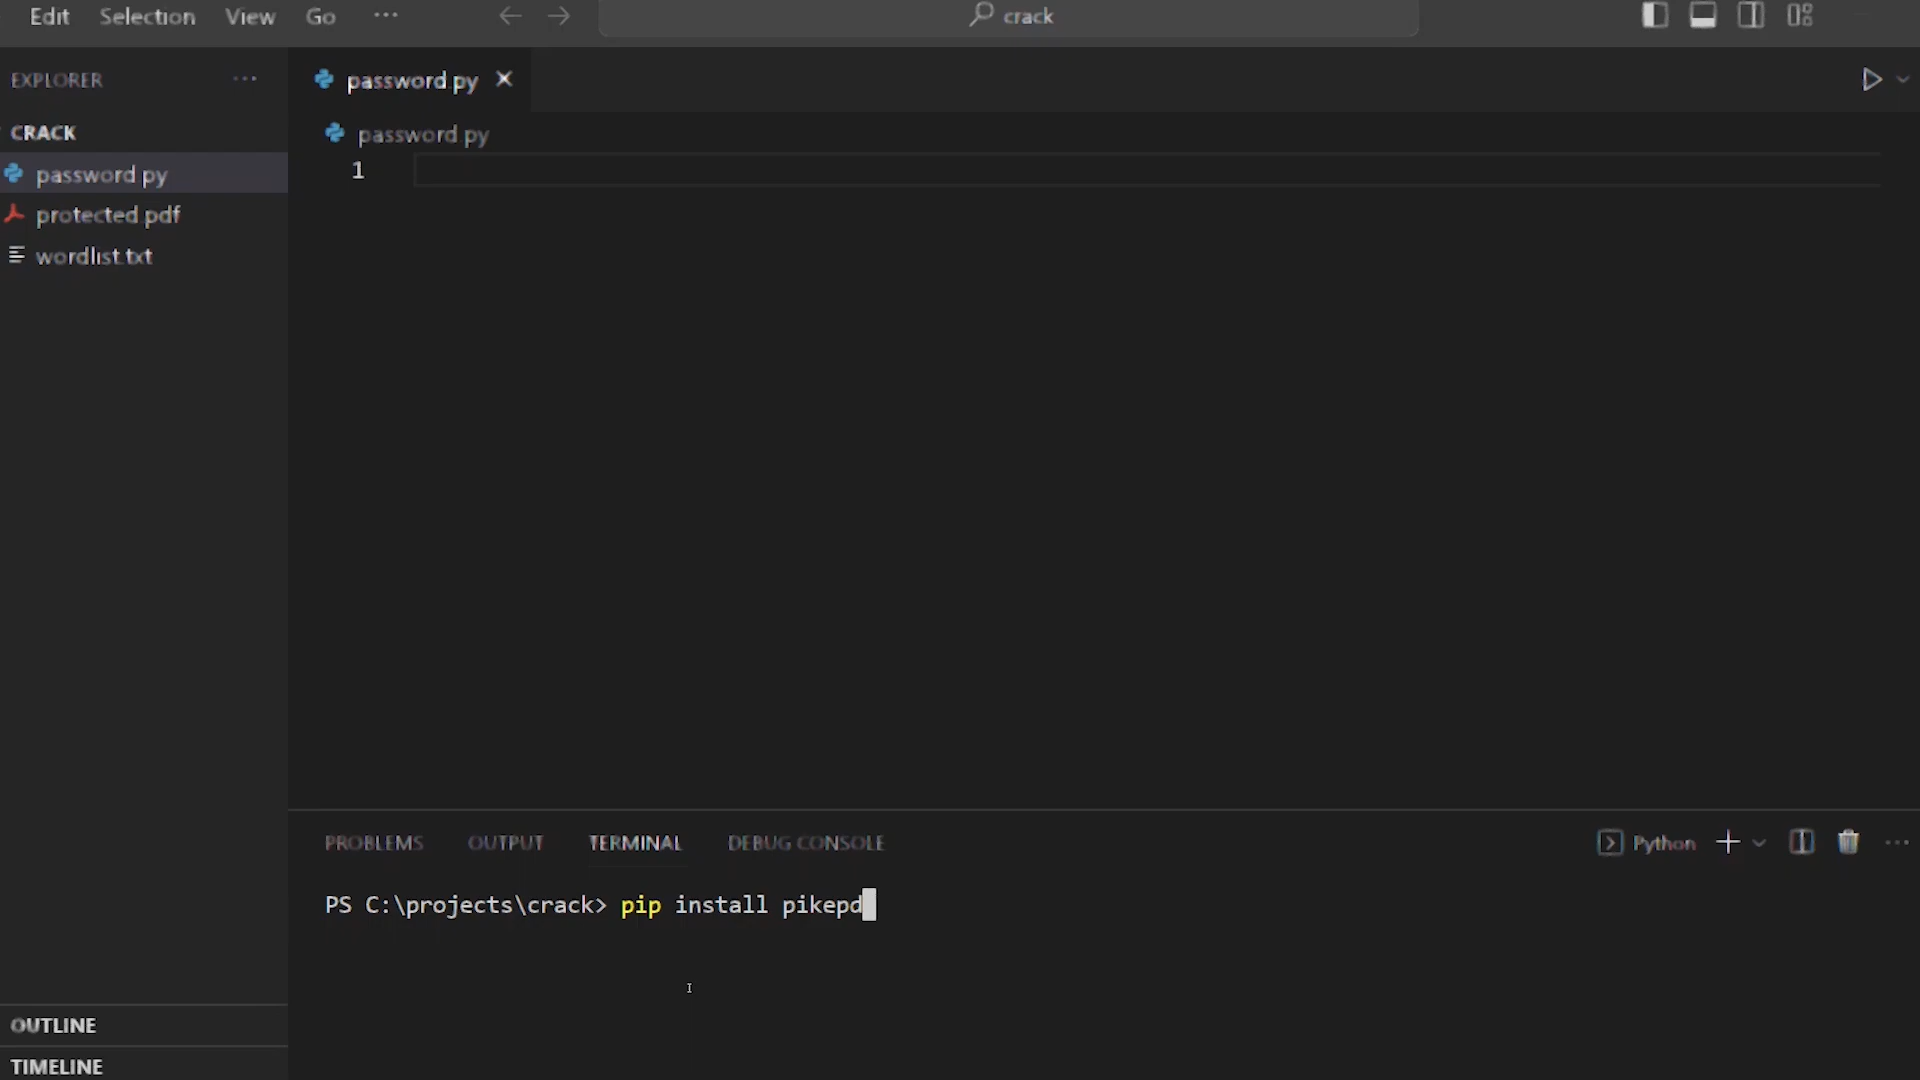 Edit Selection View Go ··· crack
EXPLORER ···
CRACK
password.py
protected.pdf
wordlist.txt
OUTLINE
TIMELINE
password.py
password.py
1
PROBLEMS OUTPUT TERMINAL DEBUG CONSOLE Python ···
PS C:\projects\crack> pip install pikepd